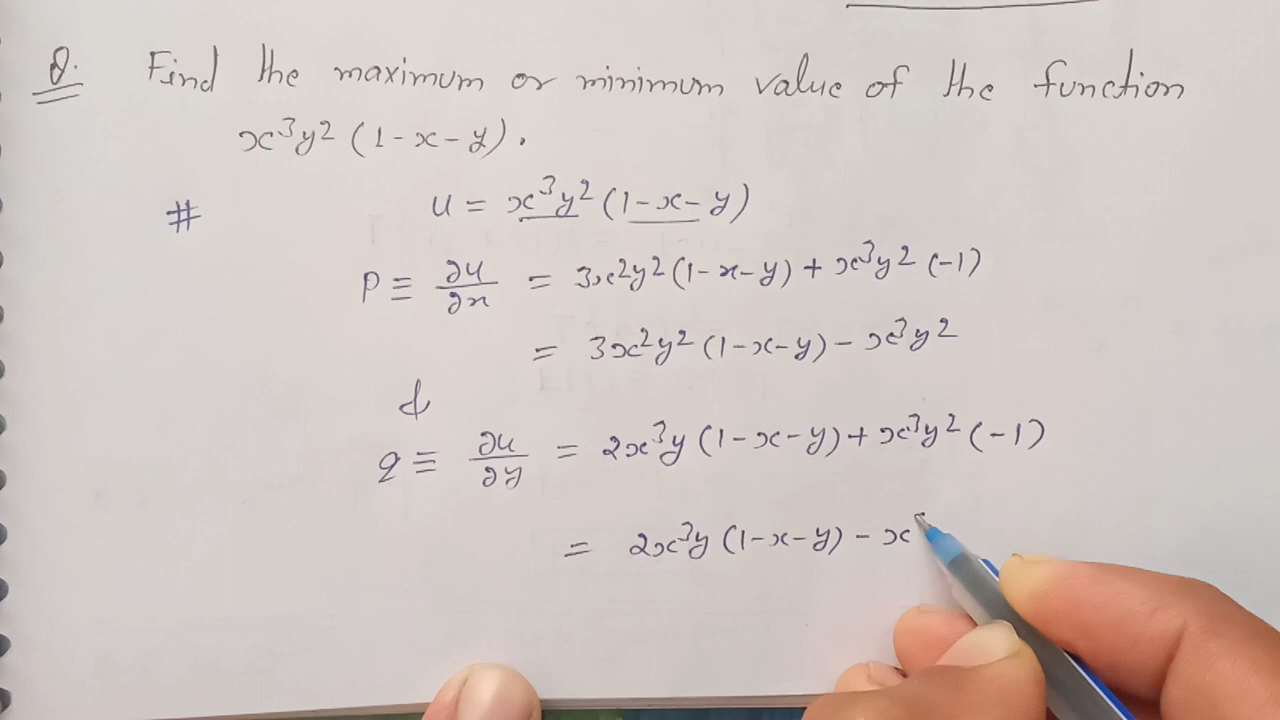 Q. Find the maximum or minimum value of the function
x³y² (1-x-y).
# u = x³y² (1-x-y)
p ≡ ∂u/∂x = 3x²y² (1-x-y) + x³y² (-1)
= 3x²y² (1-x-y) - x³y²
&
q ≡ ∂u/∂y = 2x³y (1-x-y) + x³y² (-1)
= 2x³y (1-x-y) - x